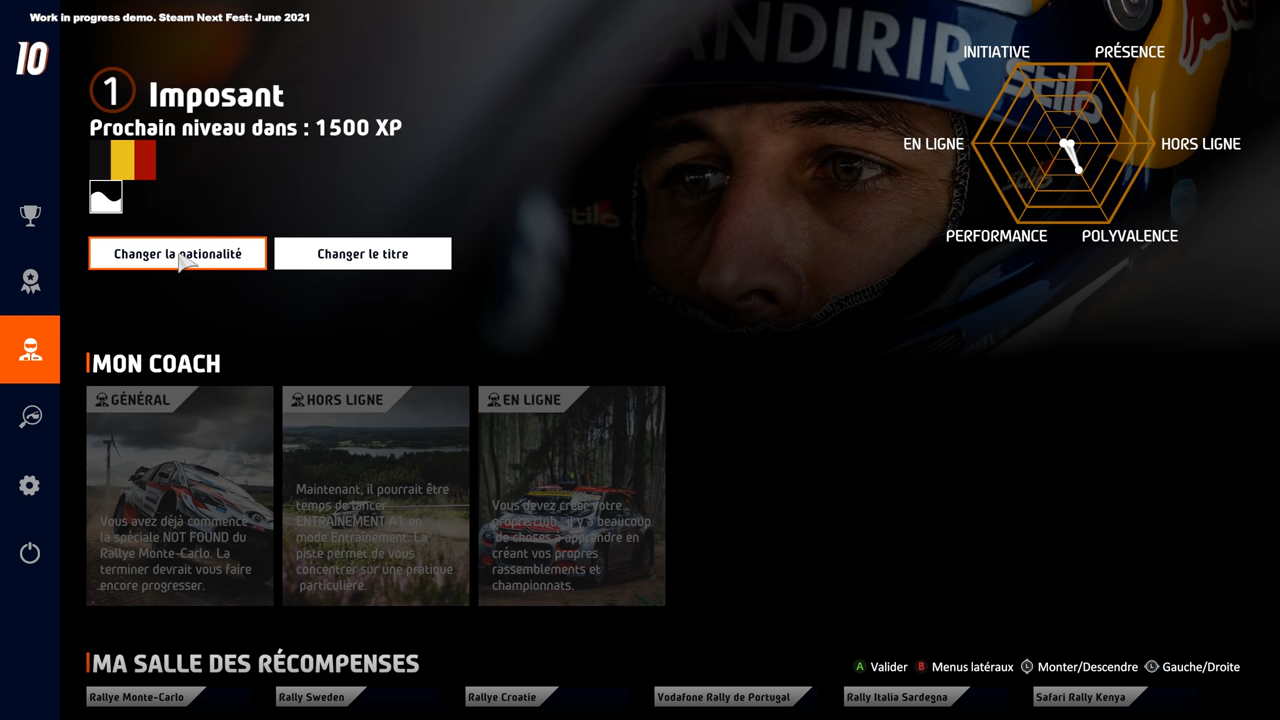 Work in progress demo. Steam Next Fest: June 2021
10
1 Imposant
Prochain niveau dans : 1500 XP
Changer la nationalité
Changer le titre
ANDIRIR
Stilo
Stilo
INITIATIVE
PRÉSENCE
EN LIGNE
HORS LIGNE
PERFORMANCE
POLYVALENCE
MON COACH
GÉNÉRAL
Vous avez déjà commencé
la spéciale NOT FOUND du
Rallye Monte-Carlo. La
terminer devrait vous faire
encore progresser.
HORS LIGNE
Maintenant, il pourrait être
temps de lancer
ENTRAÎNEMENT A1 en
mode Entraînement. La
piste permet de vous
concentrer sur une pratique
particulière.
EN LIGNE
Vous devez créer votre
propre club : il y a beaucoup
de choses à apprendre en
créant vos propres
rassemblements et
championnats.
MA SALLE DES RÉCOMPENSES
A Valider
B Menus latéraux
L Monter/Descendre
L Gauche/Droite
Rallye Monte-Carlo
Rally Sweden
Rallye Croatie
Vodafone Rally de Portugal
Rally Italia Sardegna
Safari Rally Kenya